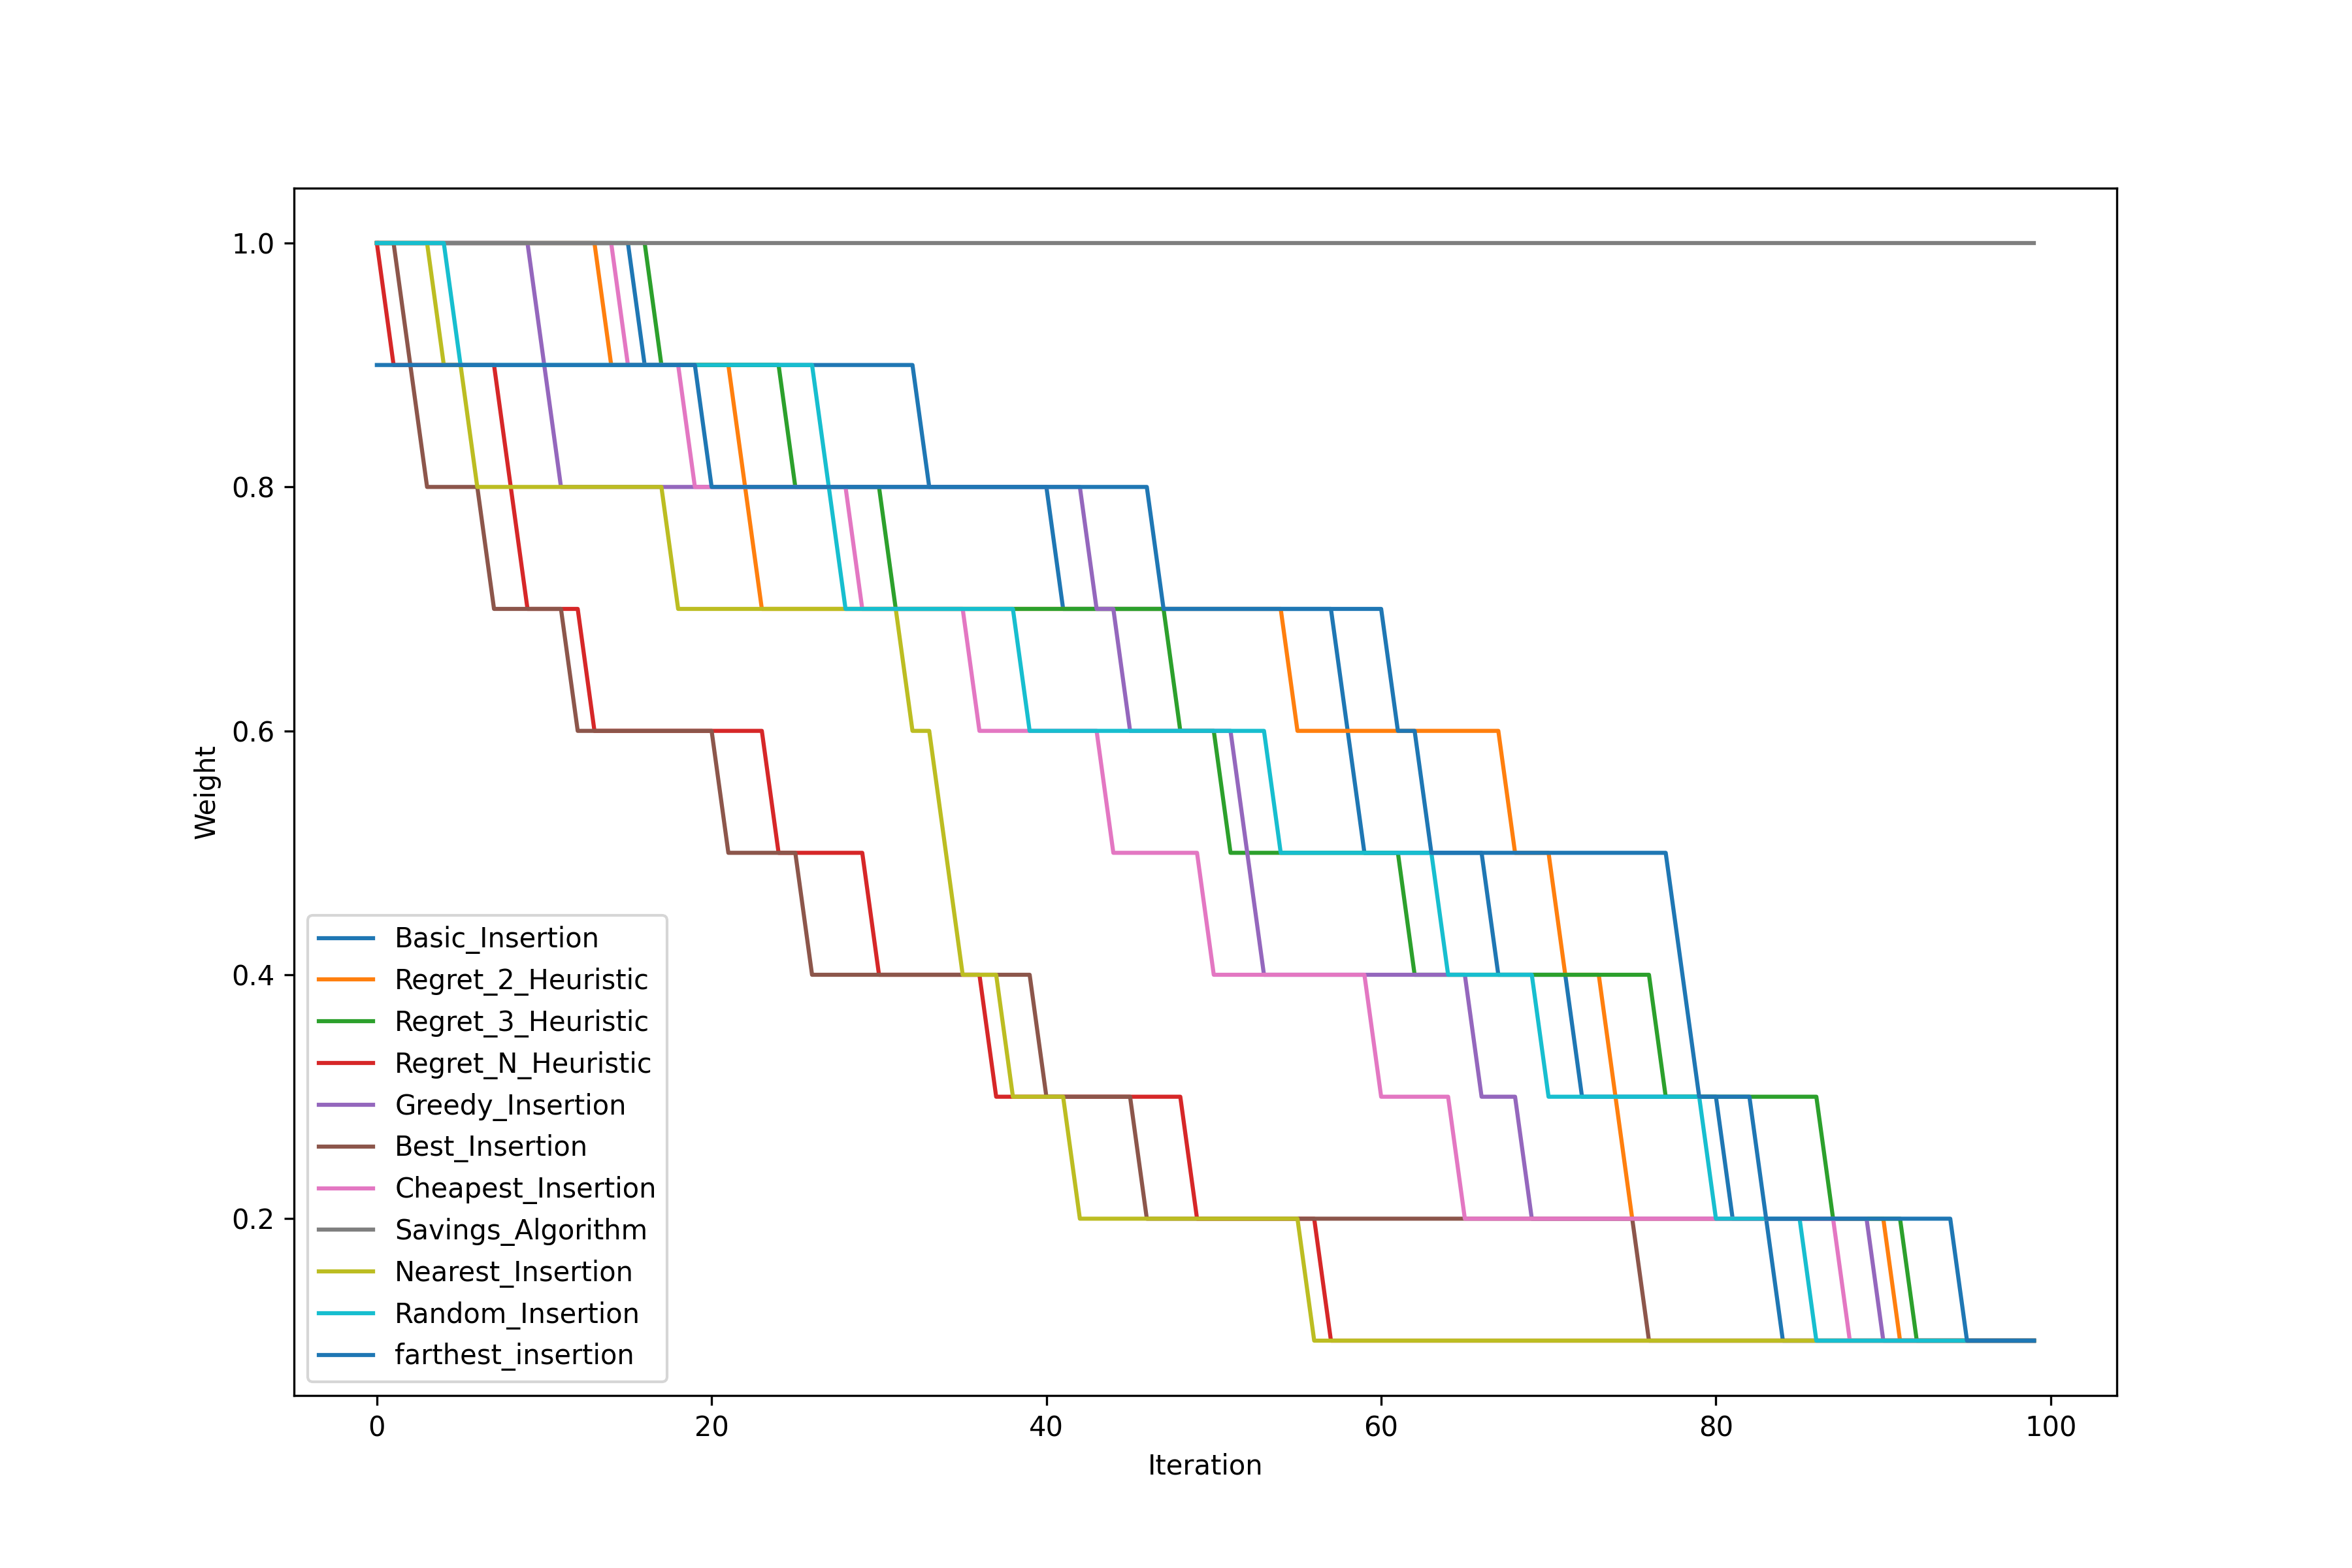 1.0
0.8
0.6
0.4
0.2
Weight
Basic_Insertion
Regret_2_Heuristic
Regret_3_Heuristic
Regret_N_Heuristic
Greedy_Insertion
Best_Insertion
Cheapest_Insertion
Savings_Algorithm
Nearest_Insertion
Random_Insertion
farthest_insertion
0 20 40 60 80 100
Iteration